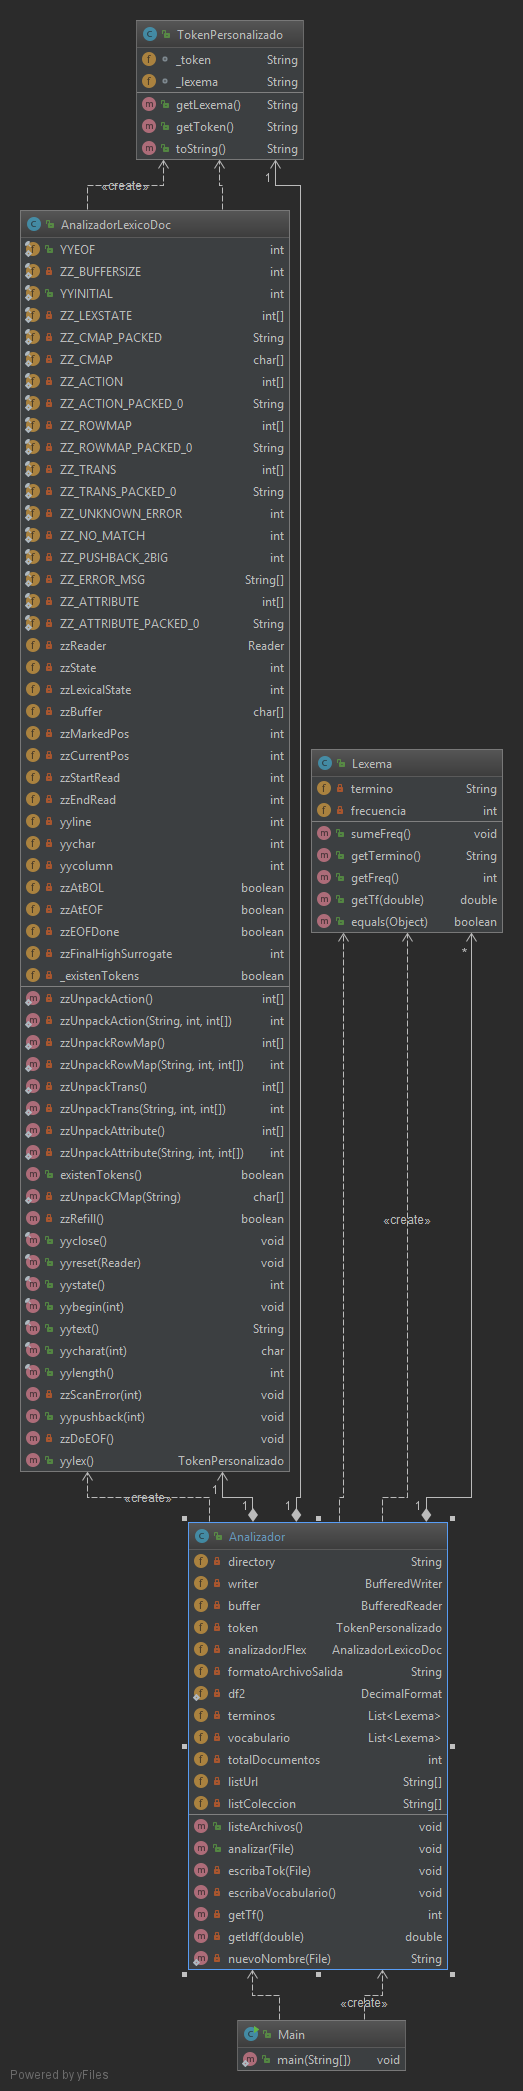 TokenPersonalizado
_token String
_lexema String
getLexema() String
getToken() String
toString() String
«create» 1
AnalizadorLexicoDoc
YYEOF int
ZZ_BUFFERSIZE int
YYINITIAL int
ZZ_LEXSTATE int[]
ZZ_CMAP_PACKED String
ZZ_CMAP char[]
ZZ_ACTION int[]
ZZ_ACTION_PACKED_0 String
ZZ_ROWMAP int[]
ZZ_ROWMAP_PACKED_0 String
ZZ_TRANS int[]
ZZ_TRANS_PACKED_0 String
ZZ_UNKNOWN_ERROR int
ZZ_NO_MATCH int
ZZ_PUSHBACK_2BIG int
ZZ_ERROR_MSG String[]
ZZ_ATTRIBUTE int[]
ZZ_ATTRIBUTE_PACKED_0 String
zzReader Reader
zzState int
zzLexicalState int
zzBuffer char[]
zzMarkedPos int
zzCurrentPos int
zzStartRead int
zzEndRead int
yyline int
yychar int
yycolumn int
zzAtBOL boolean
zzAtEOF boolean
zzEOFDone boolean
zzFinalHighSurrogate int
_existenTokens boolean
zzUnpackAction() int[]
zzUnpackAction(String, int, int[]) int
zzUnpackRowMap() int[]
zzUnpackRowMap(String, int, int[]) int
zzUnpackTrans() int[]
zzUnpackTrans(String, int, int[]) int
zzUnpackAttribute() int[]
zzUnpackAttribute(String, int, int[]) int
existenTokens() boolean
zzUnpackCMap(String) char[]
zzRefill() boolean
yyclose() void
yyreset(Reader) void
yystate() int
yybegin(int) void
yytext() String
yycharat(int) char
yylength() int
zzScanError(int) void
yypushback(int) void
zzDoEOF() void
yylex() TokenPersonalizado
Lexema
termino String
frecuencia int
sumeFreq() void
getTermino() String
getFreq() int
getTf(double) double
equals(Object) boolean
*
«create»
«create» 1 1 1 1
Analizador
directory String
writer BufferedWriter
buffer BufferedReader
token TokenPersonalizado
analizadorJFlex AnalizadorLexicoDoc
formatoArchivoSalida String
df2 DecimalFormat
terminos List<Lexema>
vocabulario List<Lexema>
totalDocumentos int
listUrl String[]
listColeccion String[]
listeArchivos() void
analizar(File) void
escribaTok(File) void
escribaVocabulario() void
getTf() int
getIdf(double) double
nuevoNombre(File) String
«create»
Main
main(String[]) void
Powered by yFiles